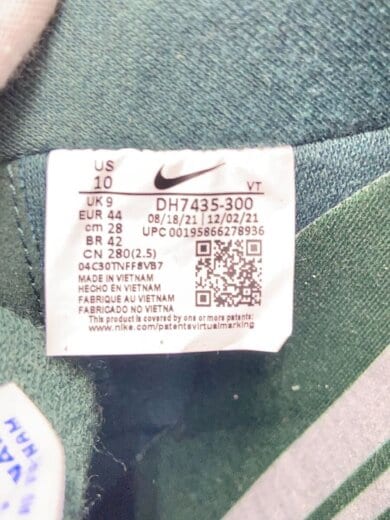 US
10
VT
UK 9
EUR 44
cm 28
BR 42
CN 280(2.5)
DH7435-300
08/18/21 | 12/02/21
UPC 00195866278936
04C30TNFF8VB7
MADE IN VIETNAM
HECHO EN VIETNAM
FABRIQUE AU VIETNAM
FABRICADO NO VIETNA
This product is covered by one or more patents:
www.nike.com/patentsvirtualmarking
NAM